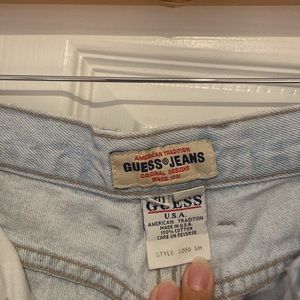 AMERICAN TRADITION
GUESS JEANS
ORIGINAL DESIGNS
SINCE 1981
GUESS
U.S.A.
AMERICAN TRADITION
MADE IN U.S.A.
100% COTTON
CARE ON REVERSE
STYLE 1050 SH